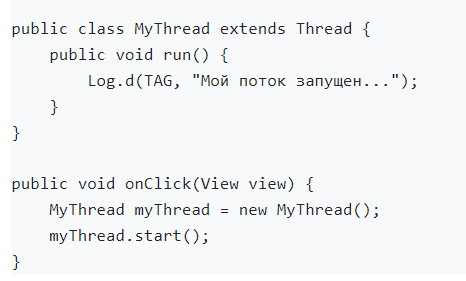 public class MyThread extends Thread {
    public void run() {
        Log.d(TAG, "Мой поток запущен...");
    }
}

public void onClick(View view) {
    MyThread myThread = new MyThread();
    myThread.start();
}